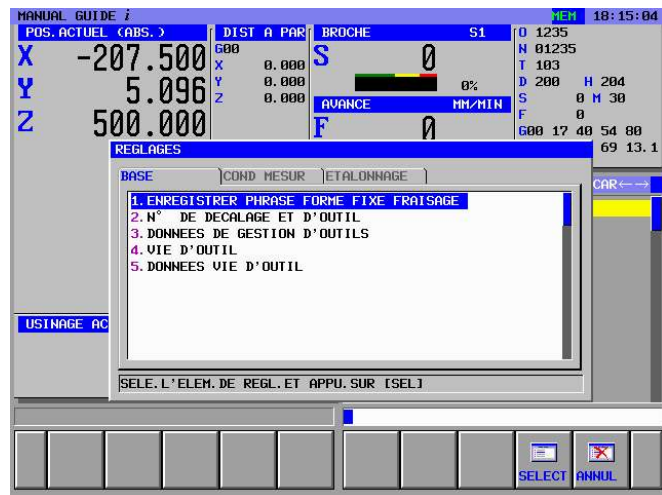 MANUAL GUIDE i MEM 18:15:04
POS.ACTUEL (ABS.) DIST A PAR BROCHE S1 O 1235
X -207.500 G00 S 0 N 01235
X 0.000 T 103
Y 5.096 Y 0.000 0% D 200 H 204
Z 0.000 AVANCE MM/MIN S 0 M 30
Z 500.000 F 0 F 0
G00 17 40 54 80
REGLAGES 69 13.1
BASE COND MESUR ETALONNAGE CAR←→
1.ENREGISTRER PHRASE FORME FIXE FRAISAGE
2.N° DE DECALAGE ET D'OUTIL
3.DONNEES DE GESTION D'OUTILS
4.VIE D'OUTIL
5.DONNEES VIE D'OUTIL
USINAGE AC
SELE.L'ELEM.DE REGL.ET APPU.SUR [SEL]
SELECT ANNUL